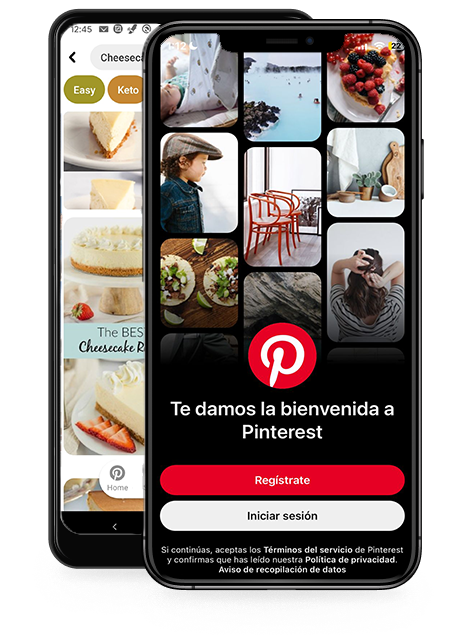 12:45
Cheesec
Easy
Keto
The BES
Cheesecake R
Home
22
Te damos la bienvenida a
Pinterest
Regístrate
Iniciar sesión
Si continúas, aceptas los Términos del servicio de Pinterest
y confirmas que has leído nuestra Política de privacidad.
Aviso de recopilación de datos